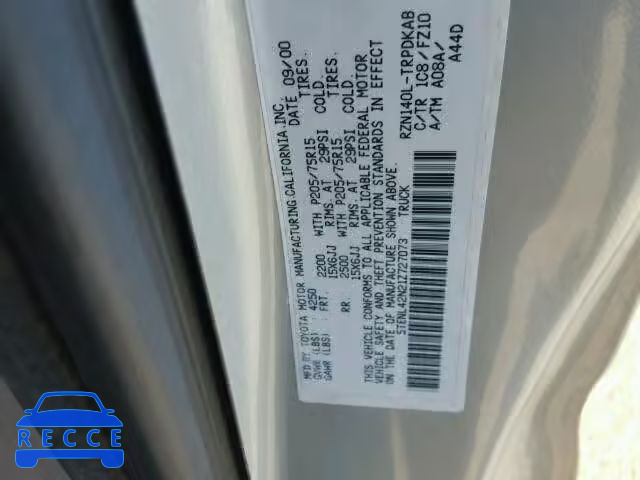 MFD BY TOYOTA MOTOR MANUFACTURING CALIFORNIA.INC.
GVWR (LBS) 4250 DATE 09/00
GAWR (LBS) FRT. 2200 WITH P205/75R15 TIRES.
15X6JJ RIMS. AT 29PSI COLD.
RR. 2500 WITH P205/75R15 TIRES.
15X6JJ RIMS. AT 29PSI COLD.
THIS VEHICLE CONFORMS TO ALL APPLICABLE FEDERAL MOTOR
VEHICLE SAFETY AND THEFT PREVENTION STANDARDS IN EFFECT
ON THE DATE OF MANUFACTURE SHOWN ABOVE.
5TENL42N21Z727073 TRUCK
RZN140L-TRPDKAB
C/TR 1C8/FZ10
A/TM A08A/
A44D
BIDCARS